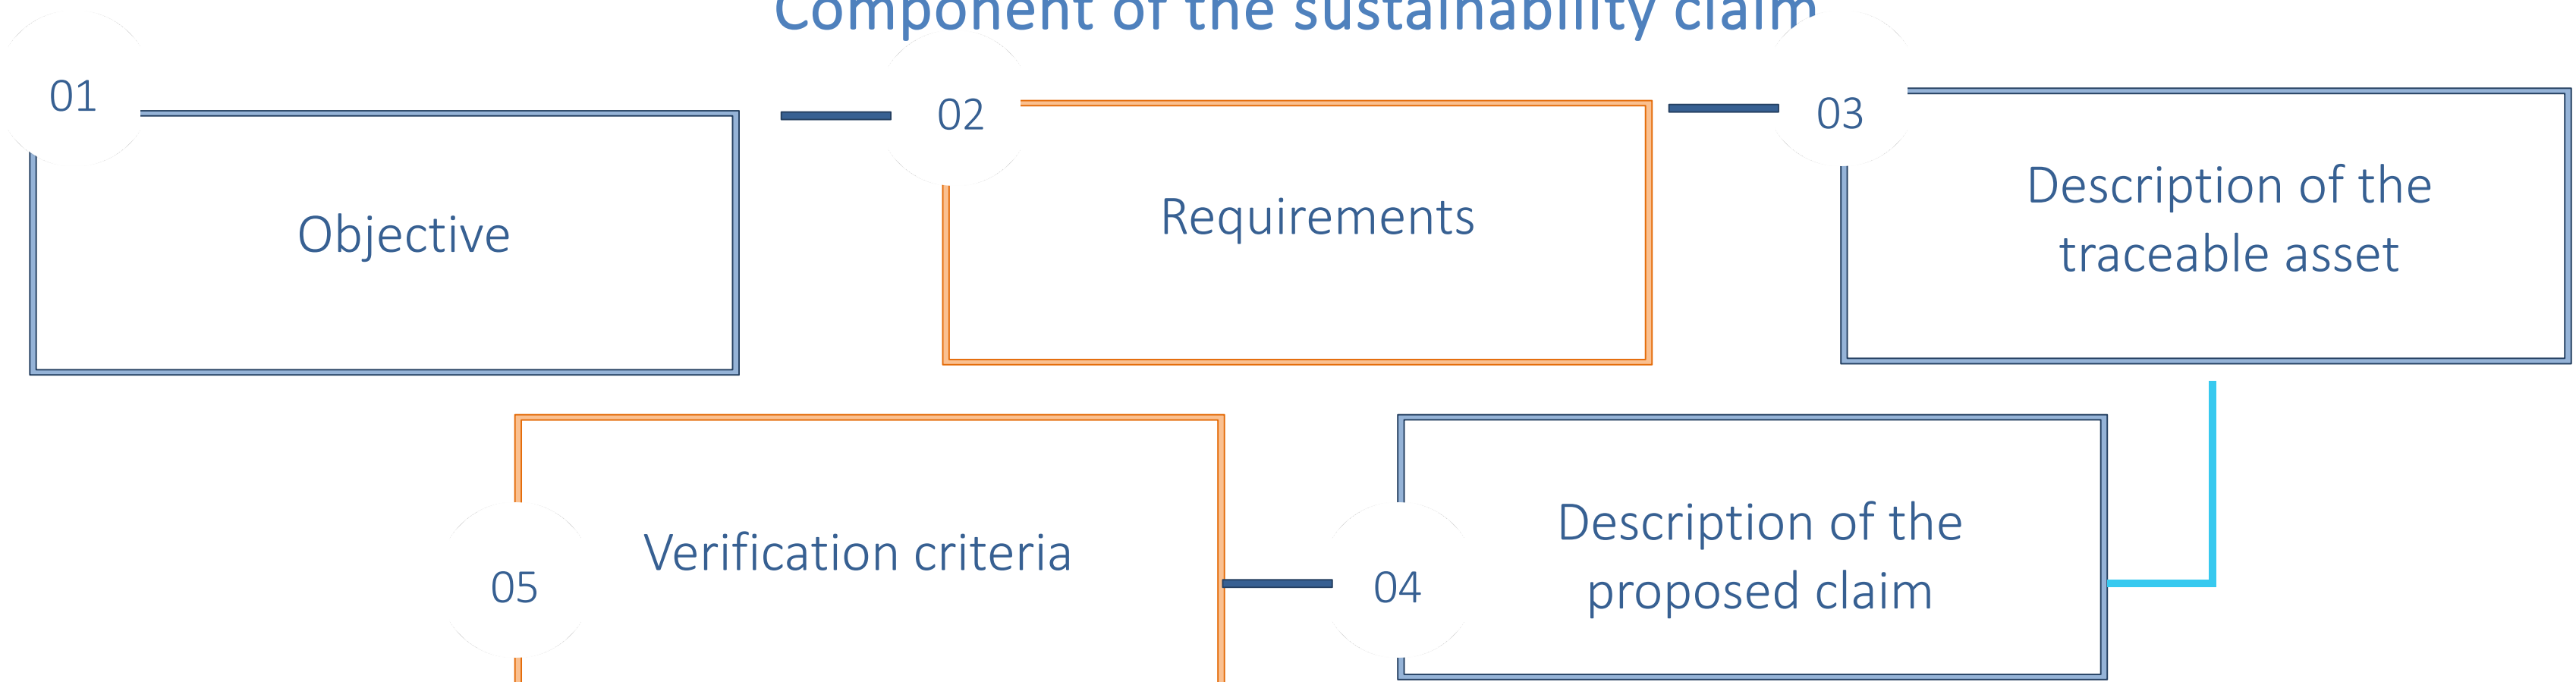 Component of the sustainability claim
01
Objective
02
Requirements
03
Description of the
traceable asset
04
Description of the
proposed claim
05
Verification criteria